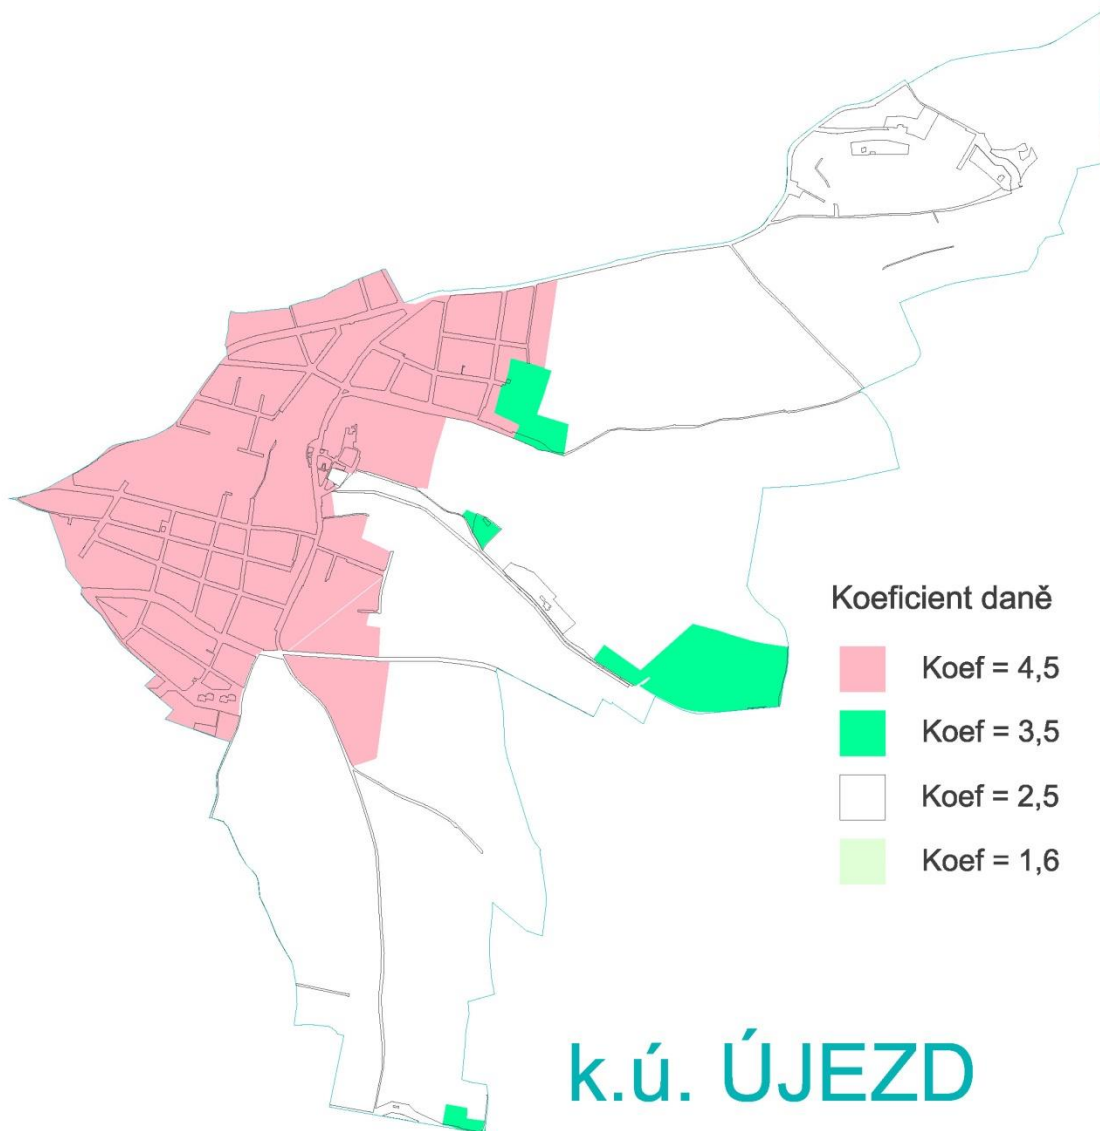 Koeficient daně
Koef = 4,5
Koef = 3,5
Koef = 2,5
Koef = 1,6
k.ú. ÚJEZD